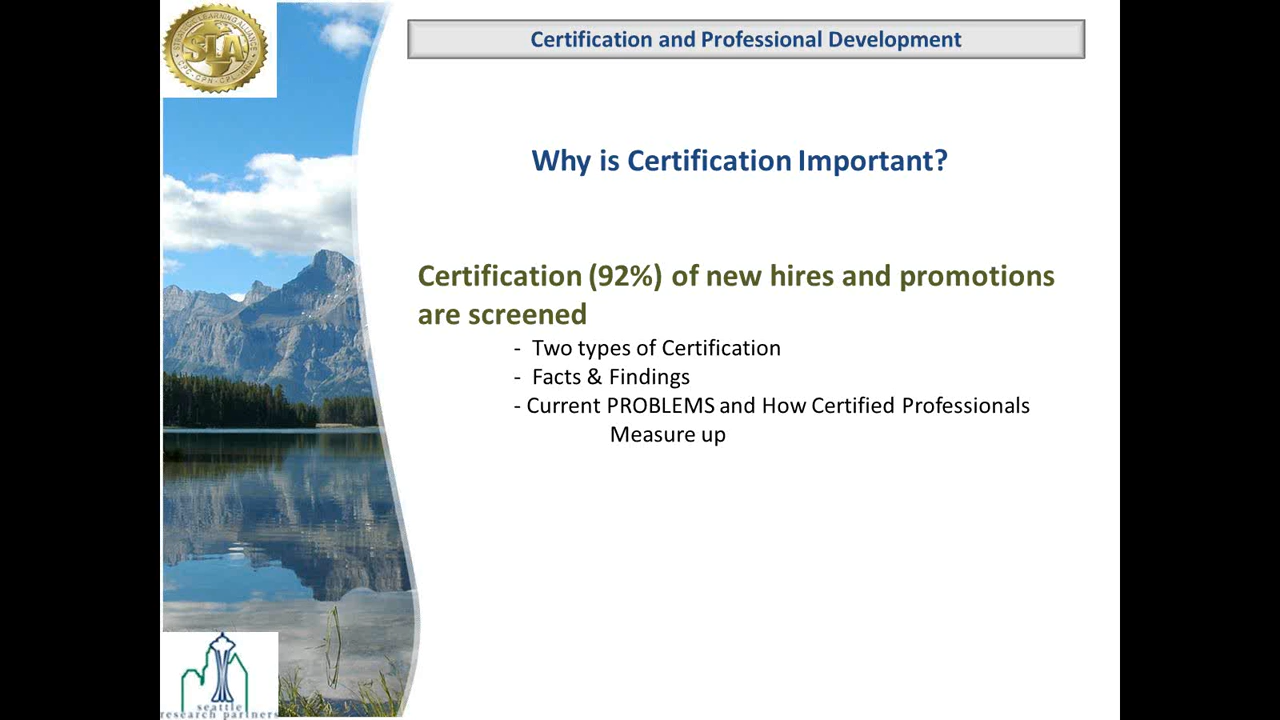 SLA
Certification and Professional Development
Why is Certification Important?
Certification (92%) of new hires and promotions
are screened
- Two types of Certification
- Facts & Findings
- Current PROBLEMS and How Certified Professionals
Measure up
seattle
research partners